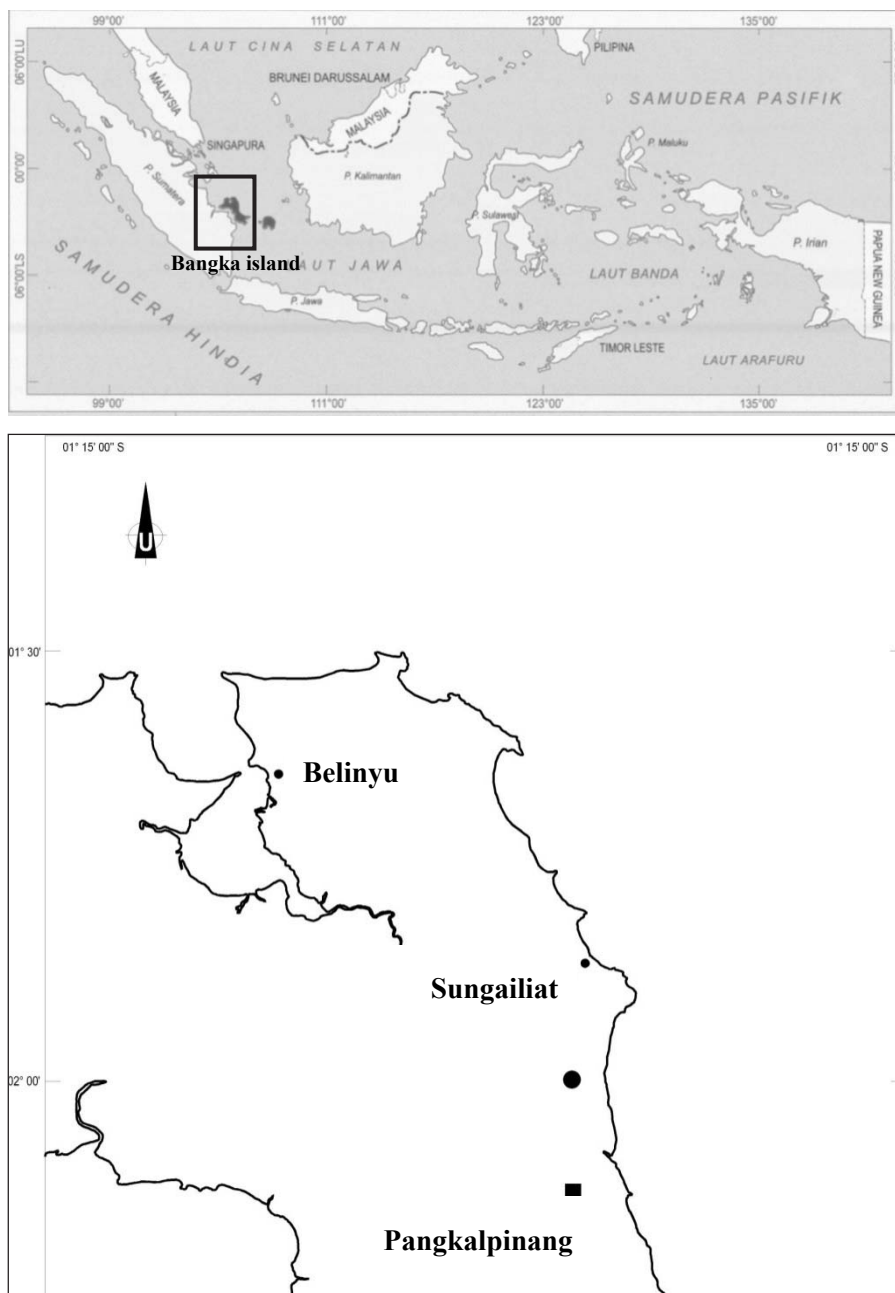 99°00' 111°00' 123°00' 135°00'
LAUT CINA SELATAN
PILIPINA
06°00'LU
BRUNEI DARUSSALAM
MALAYSIA
MALAYSIA
SAMUDERA PASIFIK
SINGAPURA
P. Maluku
00°00'
P. Kalimantan
P. Sumatera
P. Sulawesi
P. Irian
PAPUA NEW GUINEA
Bangka island
AUT JAWA
06°00'LS
LAUT BANDA
SAMUDERA HINDIA
P. Jawa
TIMOR LESTE
LAUT ARAFURU
99°00' 111°00' 123°00' 135°00'
01° 15' 00" S 01° 15' 00" S
U
01° 30'
Belinyu
Sungailiat
02° 00'
Pangkalpinang